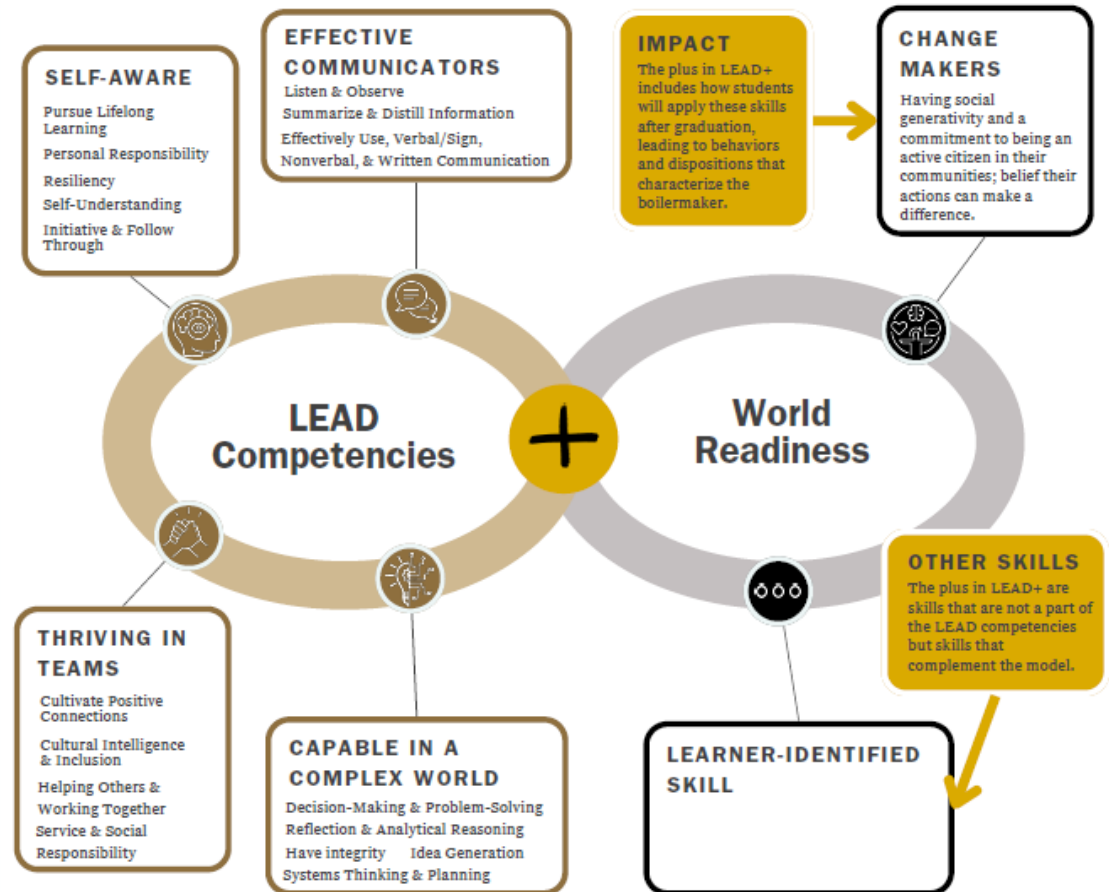 SELF-AWARE
Pursue Lifelong
Learning
Personal Responsibility
Resiliency
Self-Understanding
Initiative & Follow
Through
EFFECTIVE
COMMUNICATORS
Listen & Observe
Summarize & Distill Information
Effectively Use, Verbal/Sign,
Nonverbal, & Written Communication
IMPACT
The plus in LEAD+
includes how students
will apply these skills
after graduation,
leading to behaviors
and dispositions that
characterize the
boilermaker.
CHANGE
MAKERS
Having social
generativity and a
commitment to being an
active citizen in their
communities; belief their
actions can make a
difference.
LEAD
Competencies
+
World
Readiness
THRIVING IN
TEAMS
Cultivate Positive
Connections
Cultural Intelligence
& Inclusion
Helping Others &
Working Together
Service & Social
Responsibility
CAPABLE IN A
COMPLEX WORLD
Decision-Making & Problem-Solving
Reflection & Analytical Reasoning
Have integrity Idea Generation
Systems Thinking & Planning
OTHER SKILLS
The plus in LEAD+ are
skills that are not a part of
the LEAD competencies
but skills that
complement the model.
LEARNER-IDENTIFIED
SKILL